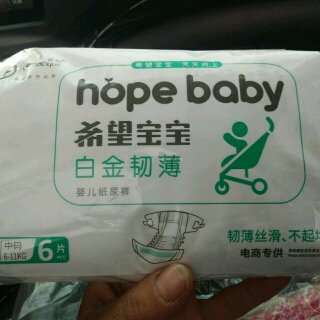 希望宝宝 天天向上
hope baby
希望宝宝
白金韧薄
婴儿纸尿裤
中码
6-11KG
6片
韧薄丝滑、不起
电商专供